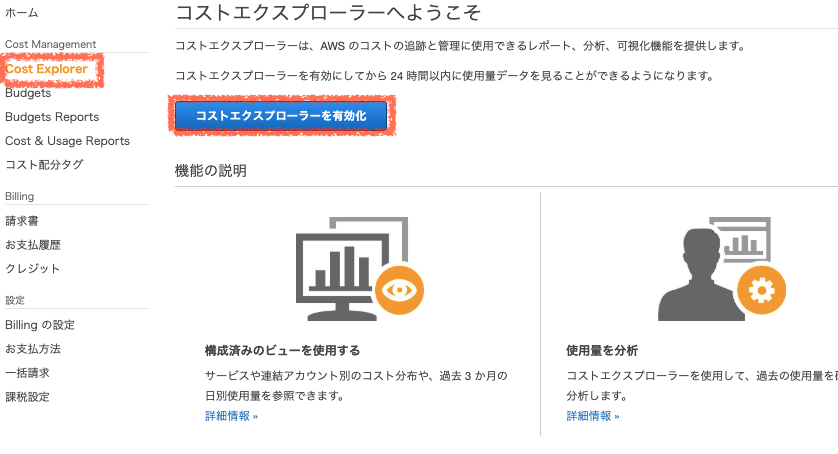 ホーム
Cost Management
Cost Explorer
Budgets
Budgets Reports
Cost & Usage Reports
コスト配分タグ
Billing
請求書
お支払履歴
クレジット
設定
Billing の設定
お支払方法
一括請求
課税設定
コストエクスプローラーへようこそ
コストエクスプローラーは、AWS のコストの追跡と管理に使用できるレポート、分析、可視化機能を提供します。
コストエクスプローラーを有効にしてから 24 時間以内に使用量データを見ることができるようになります。
コストエクスプローラーを有効化
機能の説明
構成済みのビューを使用する
サービスや連結アカウント別のコスト分布や、過去 3 か月の
日別使用量を参照できます。
詳細情報 »
使用量を分析
コストエクスプローラーを使用して、過去の使用量を
分析します。
詳細情報 »